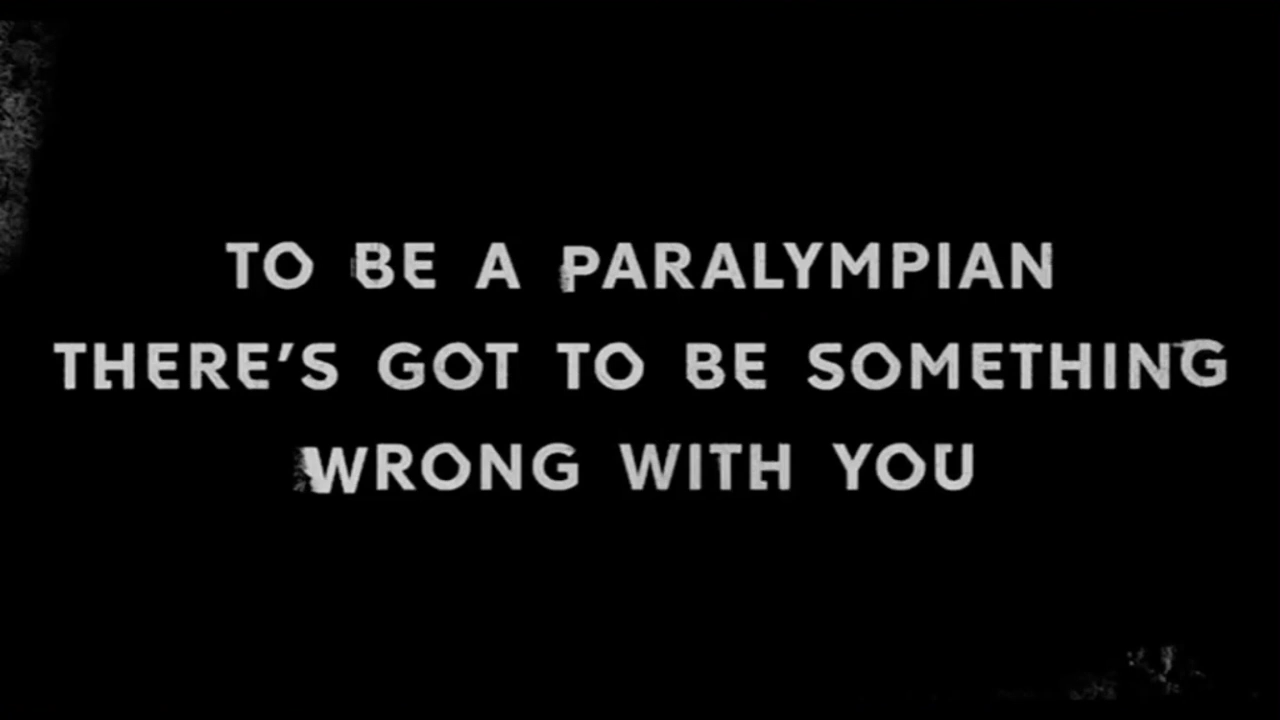 TO BE A PARALYMPIAN
THERE'S GOT TO BE SOMETHING
WRONG WITH YOU